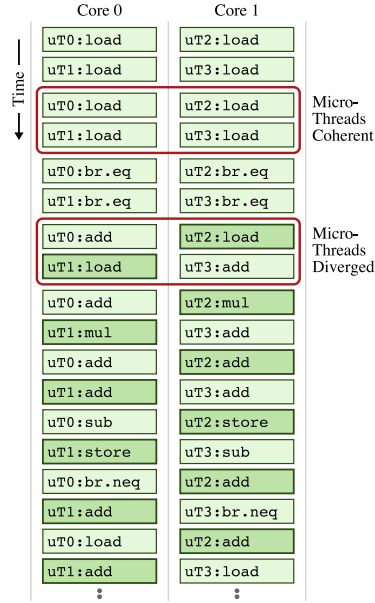 Core 0 Core 1
Time
uT0:load uT2:load
uT1:load uT3:load
uT0:load uT2:load
uT1:load uT3:load
Micro-
Threads
Coherent
uT0:br.eq uT2:br.eq
uT1:br.eq uT3:br.eq
uT0:add uT2:load
uT1:load uT3:add
Micro-
Threads
Diverged
uT0:add uT2:mul
uT1:mul uT3:add
uT0:add uT2:add
uT1:add uT3:add
uT0:sub uT2:store
uT1:store uT3:sub
uT0:br.neq uT2:add
uT1:add uT3:br.neq
uT0:load uT2:add
uT1:add uT3:load